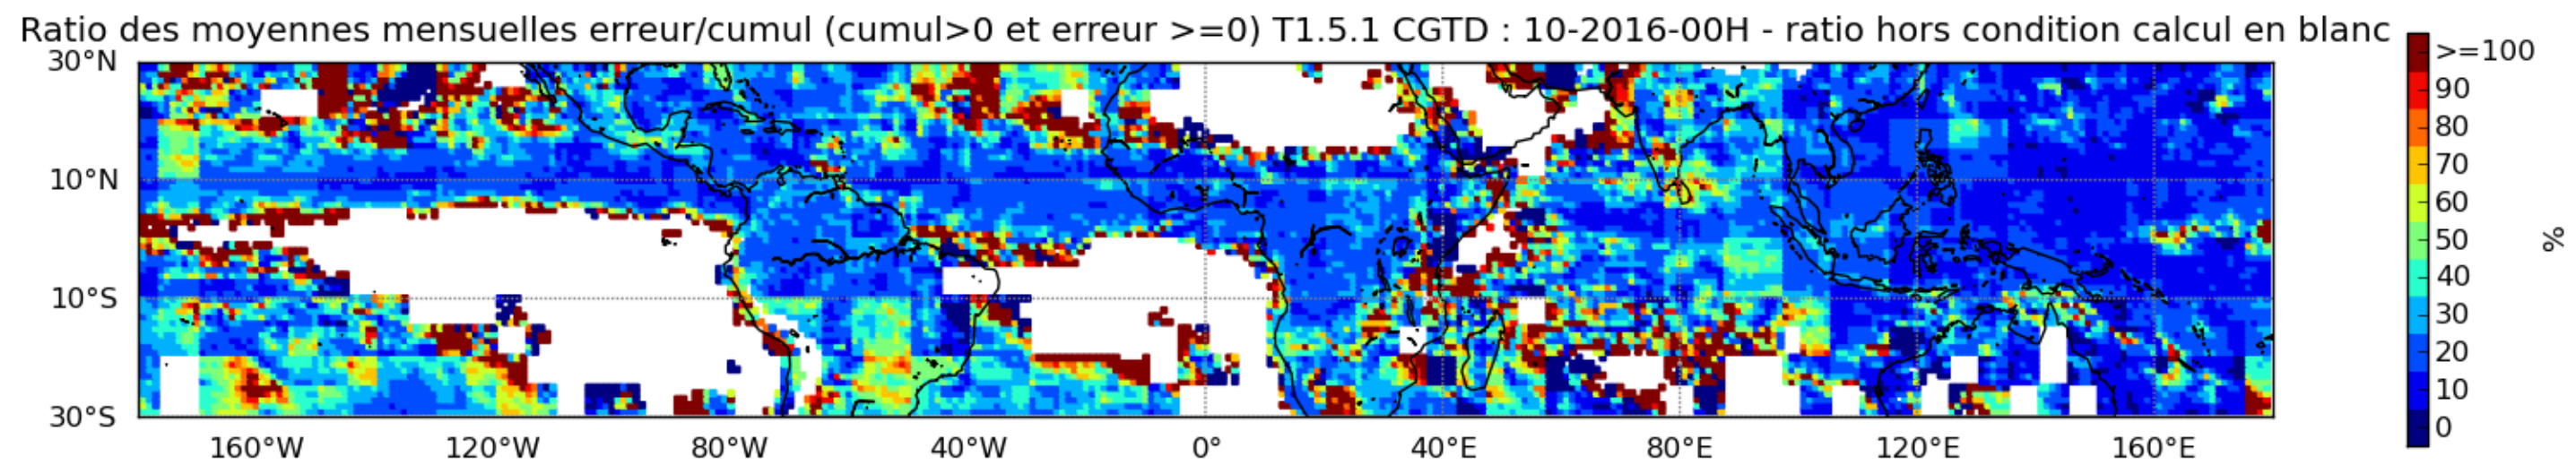 Ratio des moyennes mensuelles erreur/cumul (cumul>0 et erreur >=0) T1.5.1 CGTD : 10-2016-00H - ratio hors condition calcul en blanc
30°N
10°N
10°S
30°S
160°W 120°W 80°W 40°W 0° 40°E 80°E 120°E 160°E
>=100
90
80
70
60
50
40
30
20
10
0
%